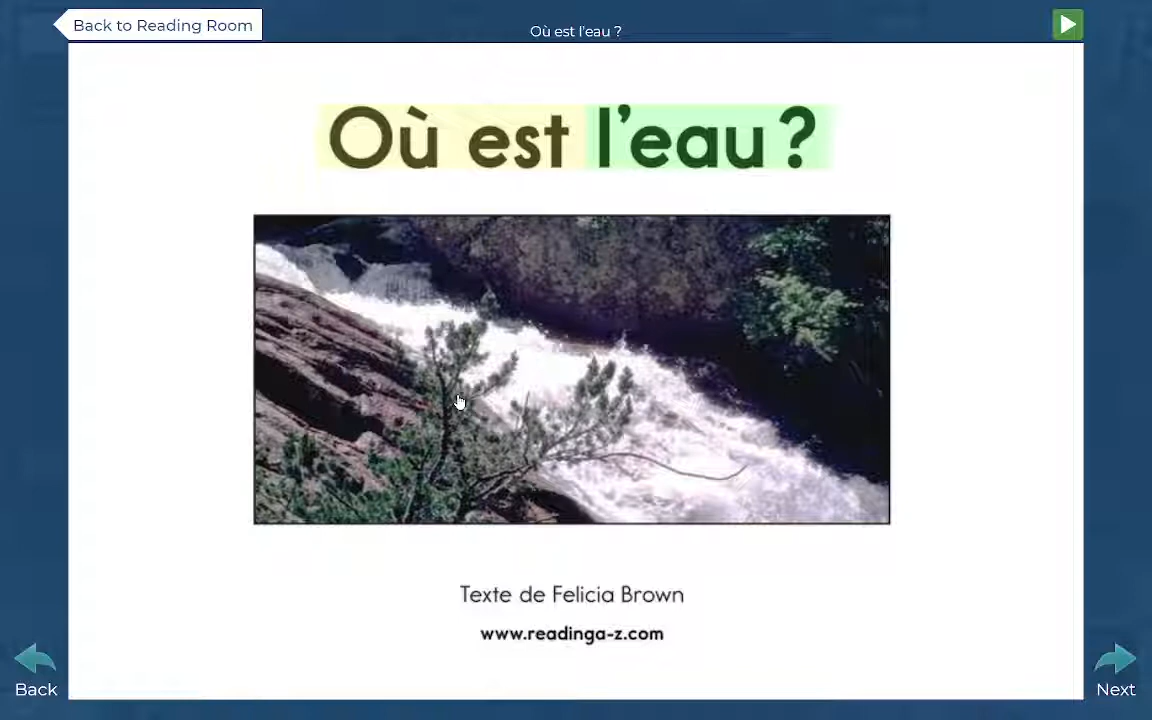 Back to Reading Room
Où est l'eau ?
Où est l'eau ?
Texte de Felicia Brown
www.readinga-z.com
Back
Next